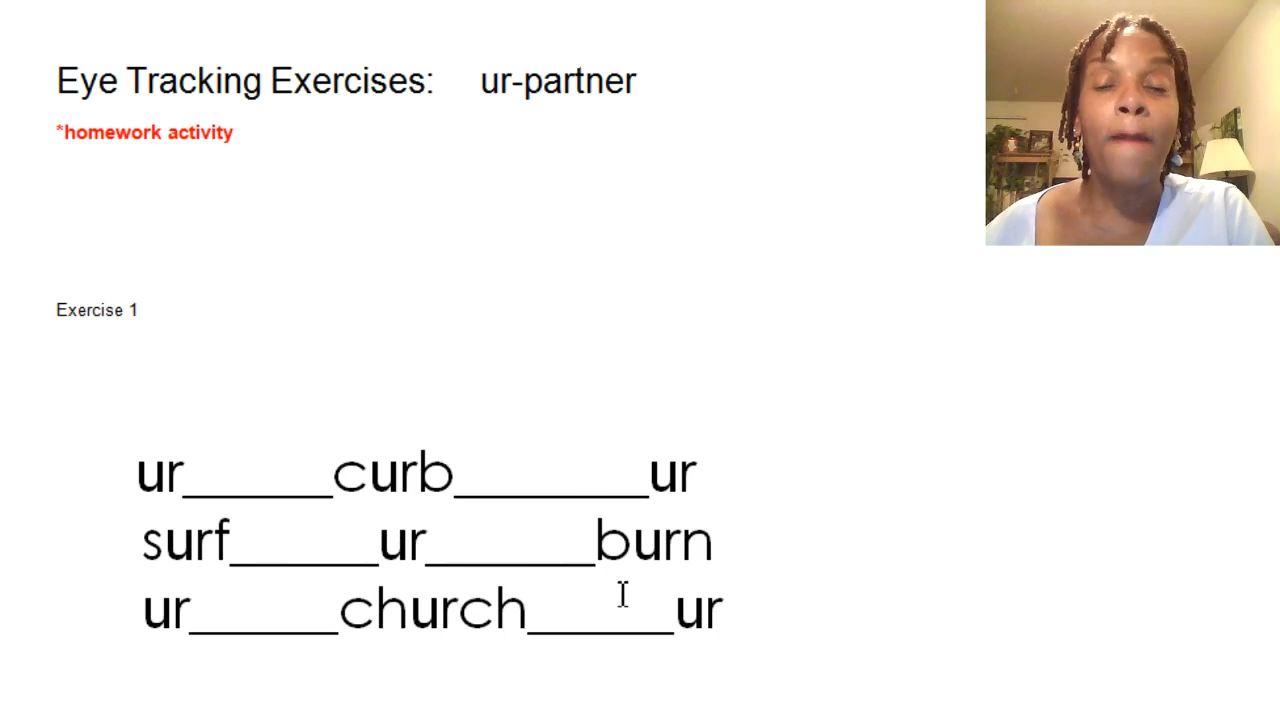 Eye Tracking Exercises: ur-partner
*homework activity
Exercise 1
ur______curb________ur
surf______ur_______burn
ur______church______ur